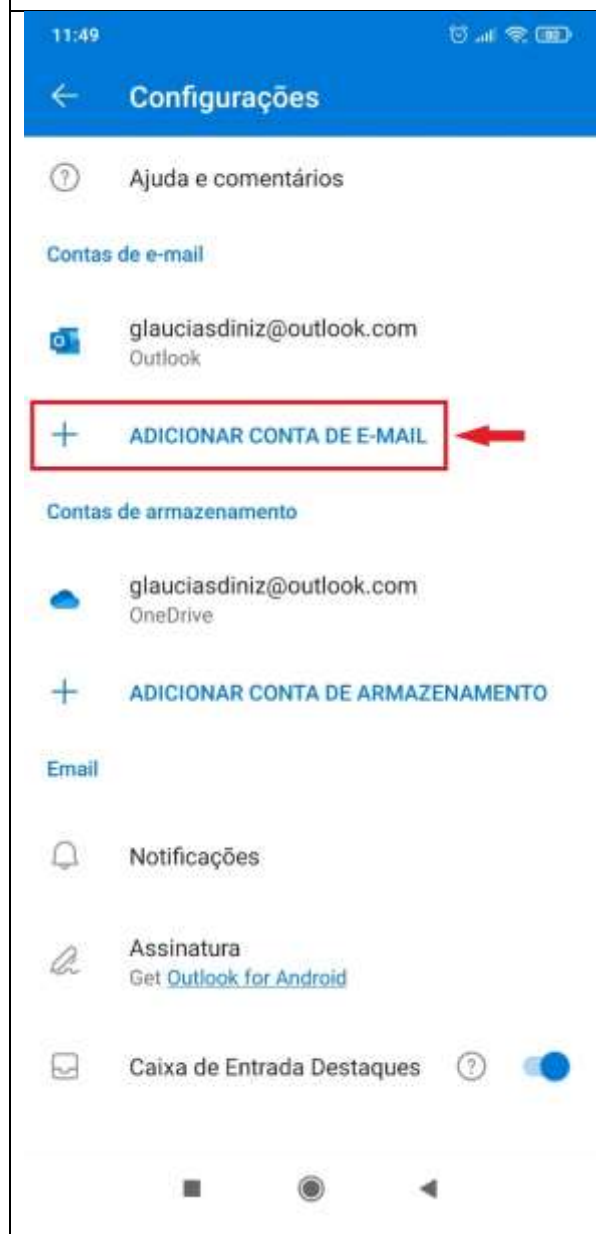 11:49
Configurações
Ajuda e comentários
Contas de e-mail
glauciasdiniz@outlook.com
Outlook
ADICIONAR CONTA DE E-MAIL
Contas de armazenamento
glauciasdiniz@outlook.com
OneDrive
ADICIONAR CONTA DE ARMAZENAMENTO
Email
Notificações
Assinatura
Get Outlook for Android
Caixa de Entrada Destaques